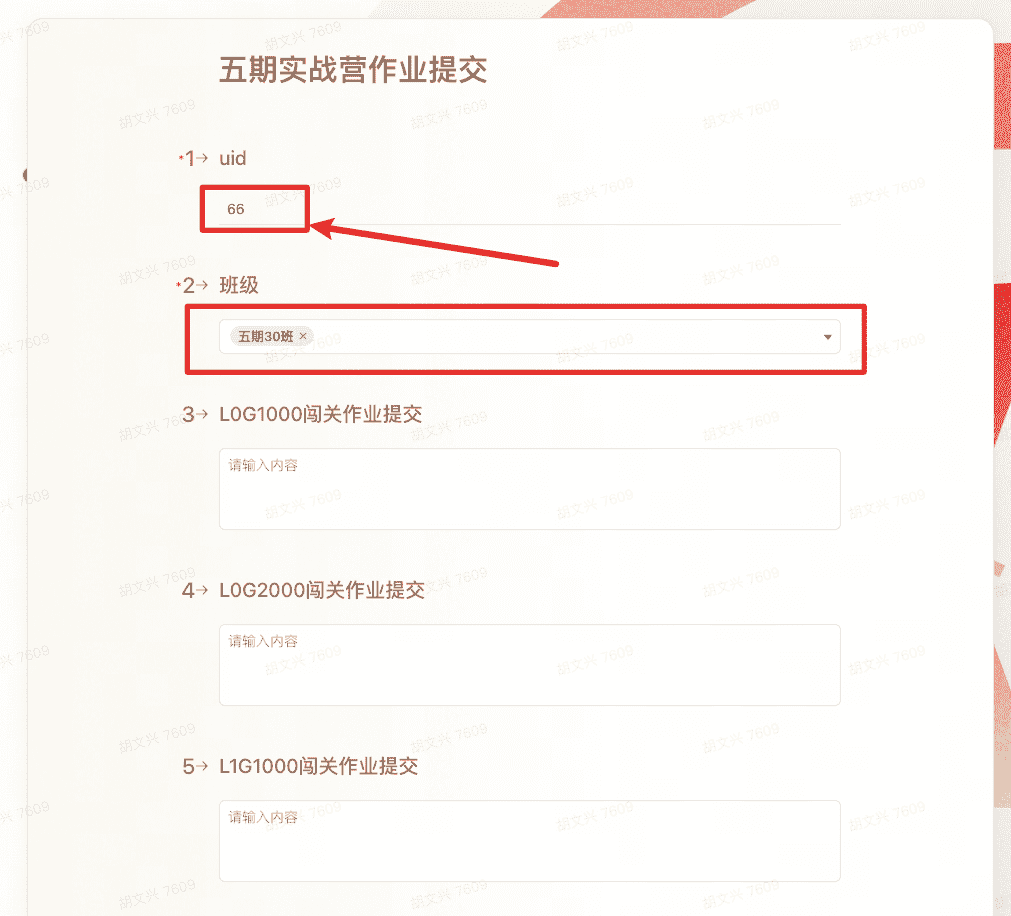 五期实战营作业提交
*1→ uid
66
*2→ 班级
五期30班 ×
3→ L0G1000闯关作业提交
请输入内容
4→ L0G2000闯关作业提交
请输入内容
5→ L1G1000闯关作业提交
请输入内容
胡文兴 7609